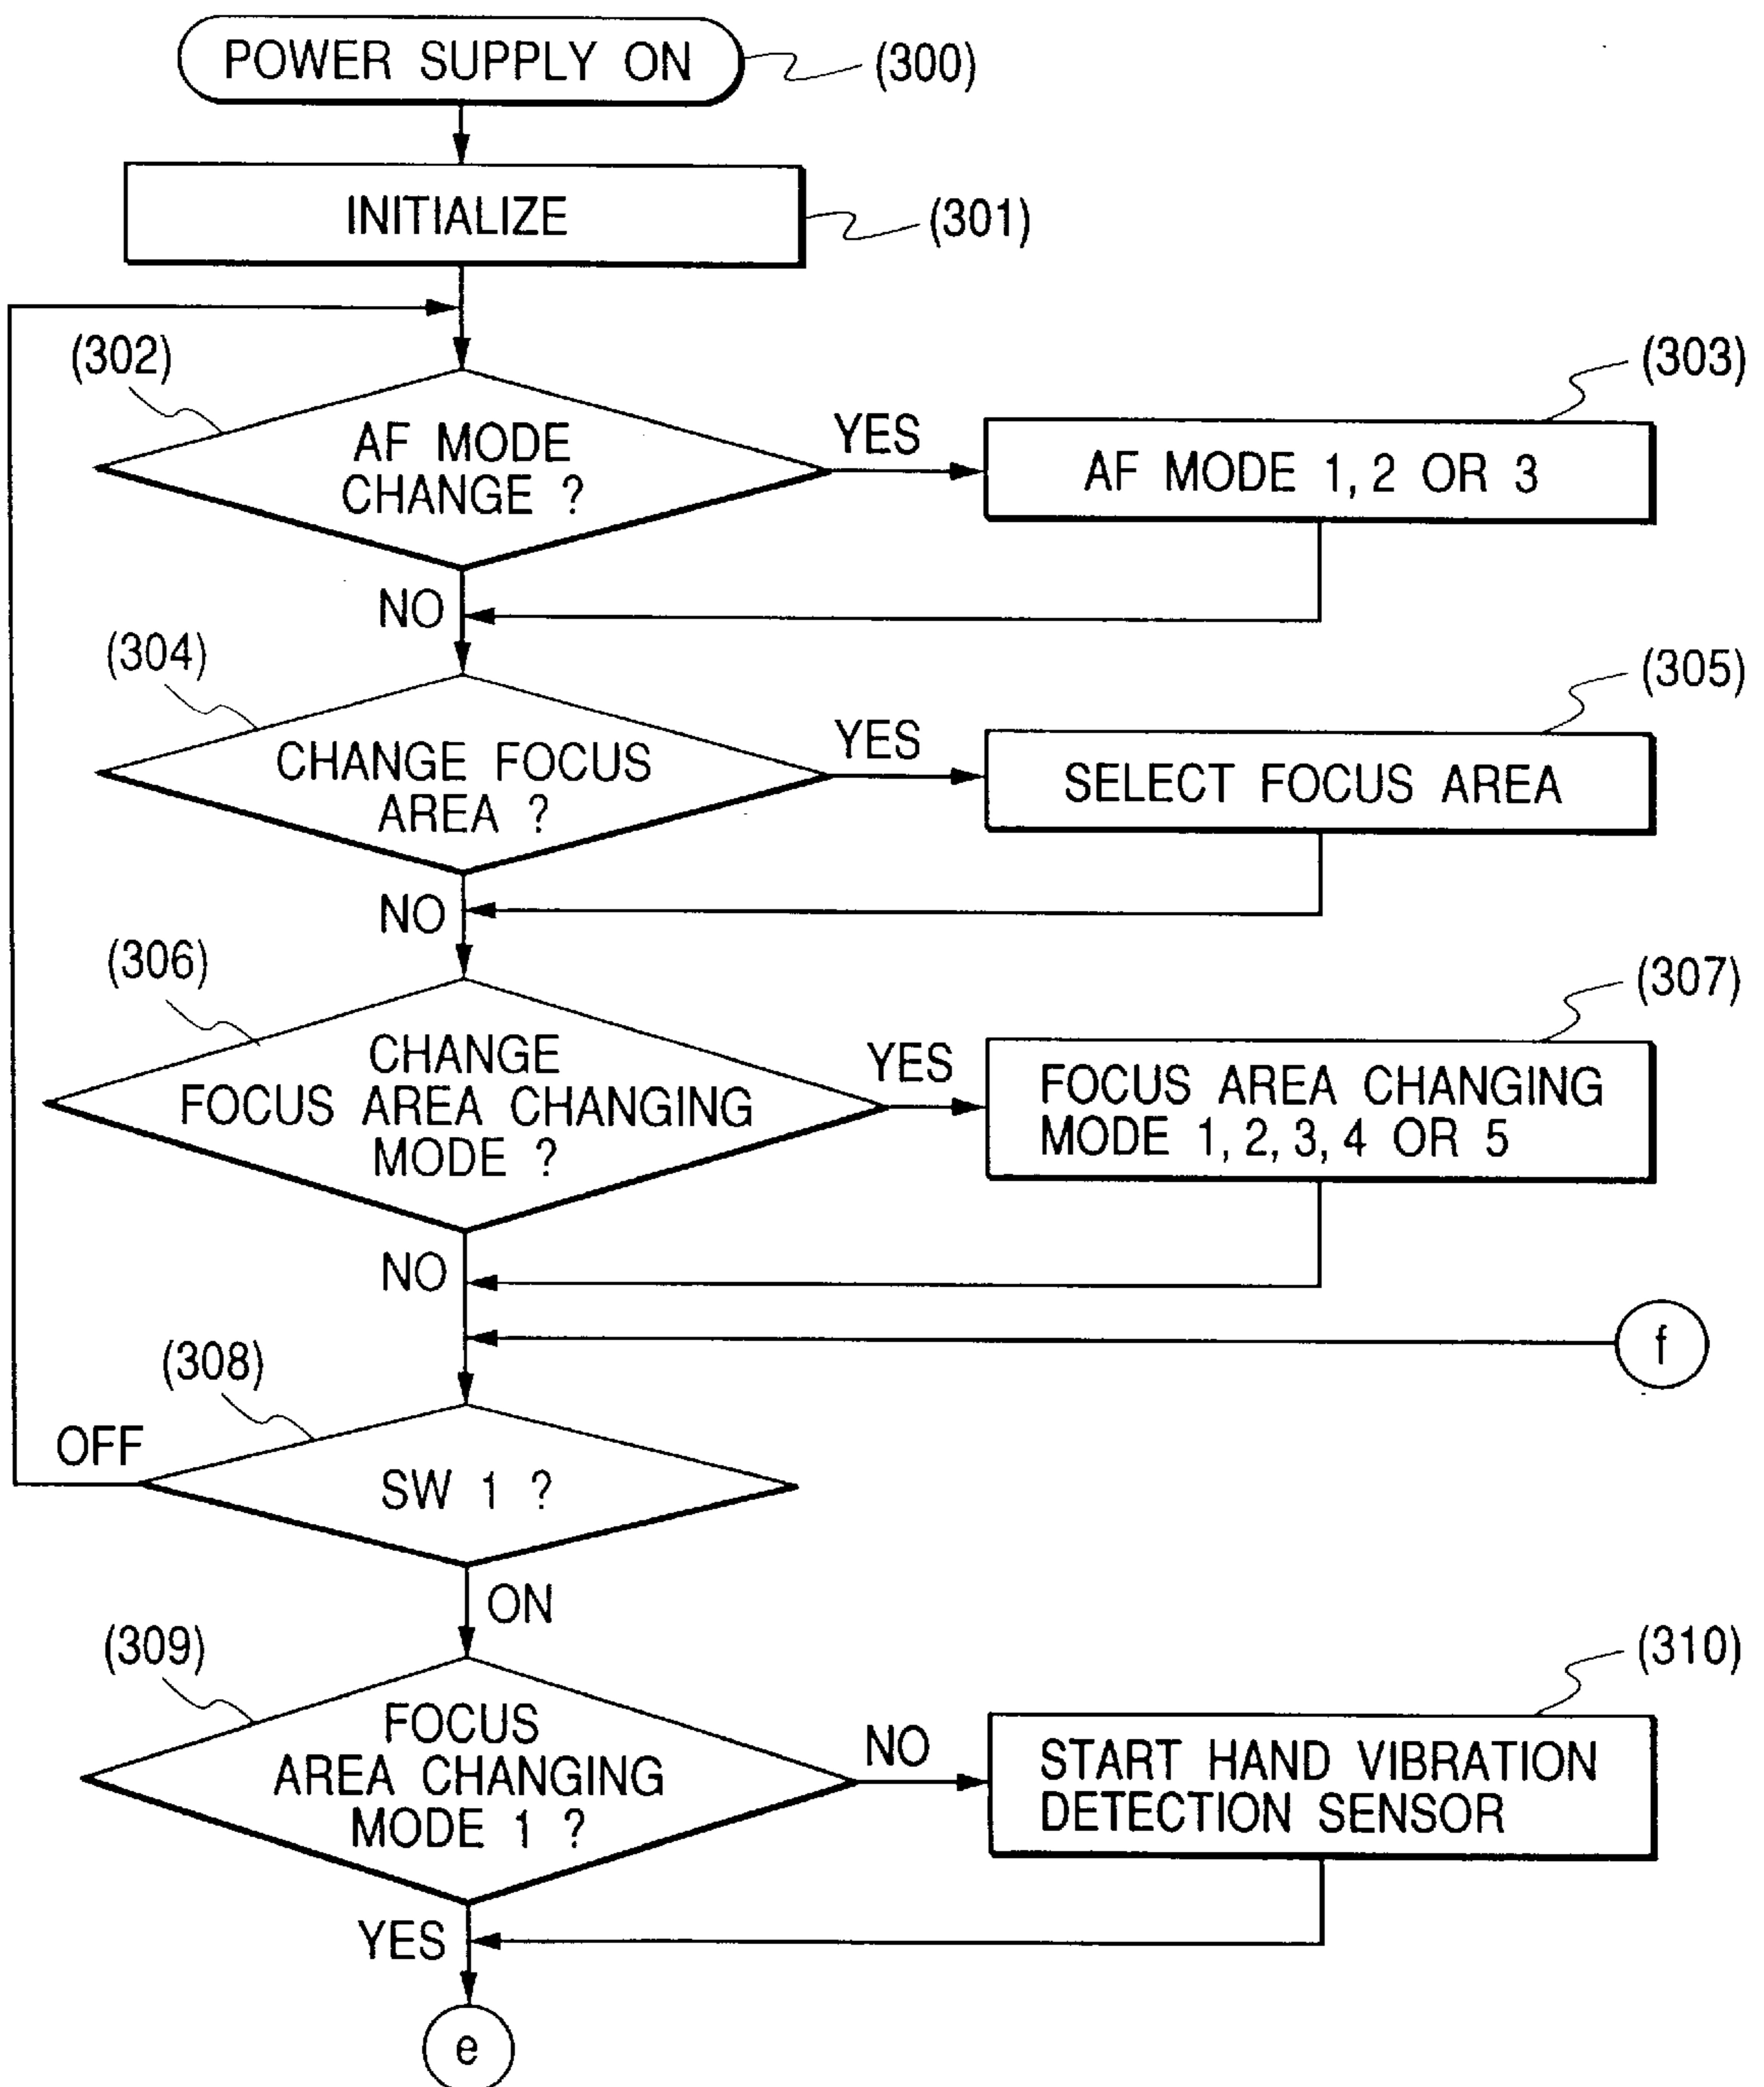 POWER SUPPLY ON
(300)
INITIALIZE
(301)
(302)
AF MODE
CHANGE ?
YES
(303)
AF MODE 1, 2 OR 3
NO
(304)
CHANGE FOCUS
AREA ?
YES
(305)
SELECT FOCUS AREA
NO
(306)
CHANGE
FOCUS AREA CHANGING
MODE ?
YES
(307)
FOCUS AREA CHANGING
MODE 1, 2, 3, 4 OR 5
NO
f
(308)
OFF
SW 1 ?
ON
(309)
FOCUS
AREA CHANGING
MODE 1 ?
NO
(310)
START HAND VIBRATION
DETECTION SENSOR
YES
e